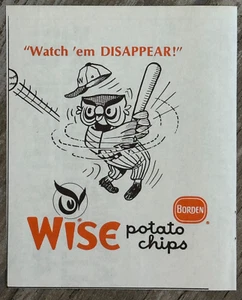 "Watch 'em DISAPPEAR!"
BORDEN
WISE potato
chips